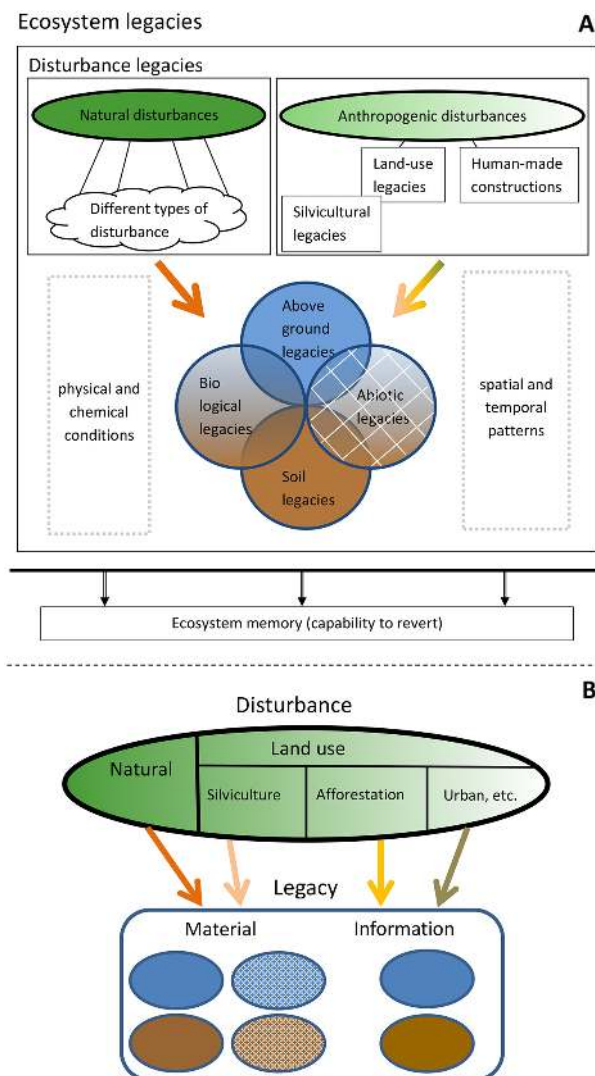 Ecosystem legacies
A
Disturbance legacies
Natural disturbances
Different types of
disturbance
Anthropogenic disturbances
Land-use
legacies
Human-made
constructions
Silvicultural
legacies
physical and
chemical
conditions
Above
ground
legacies
Bio
logical
legacies
Abiotic
legacies
Soil
legacies
spatial and
temporal
patterns
Ecosystem memory (capability to revert)
B
Disturbance
Natural
Land use
Silviculture
Afforestation
Urban, etc.
Legacy
Material
Information